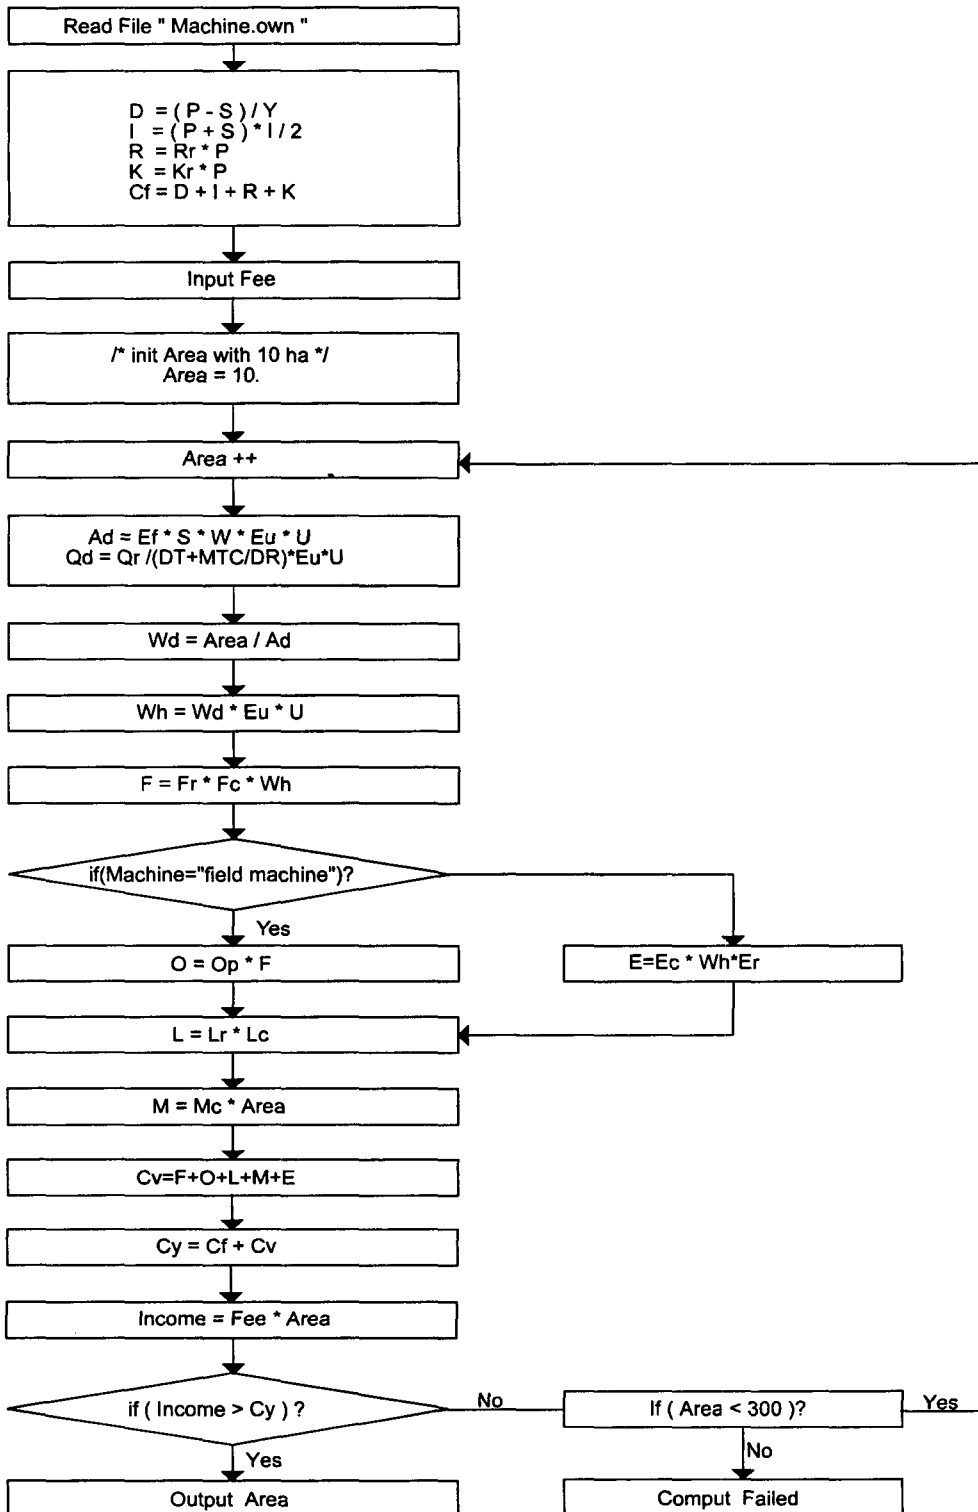 Read File " Machine.own "
D = ( P - S ) / Y
I = ( P + S ) * I / 2
R = Rr * P
K = Kr * P
Cf = D + I + R + K
Input Fee
/* init Area with 10 ha */
Area = 10.
Area ++
Ad = Ef * S * W * Eu * U
Qd = Qr /(DT+MTC/DR)*Eu*U
Wd = Area / Ad
Wh = Wd * Eu * U
F = Fr * Fc * Wh
if(Machine="field machine")?
Yes
O = Op * F
E=Ec * Wh*Er
L = Lr * Lc
M = Mc * Area
Cv=F+O+L+M+E
Cy = Cf + Cv
Income = Fee * Area
if ( Income > Cy ) ?
No
If ( Area < 300 )?
Yes
Yes
No
Output Area
Comput Failed